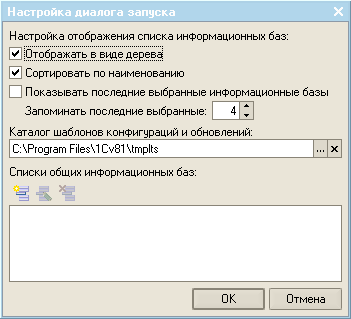 Настройка диалога запуска
Настройка отображения списка информационных баз:
Отображать в виде дерева
Сортировать по наименованию
Показывать последние выбранные информационные базы
Запоминать последние выбранные: 4
Каталог шаблонов конфигураций и обновлений:
C:\Program Files\1Cv81\tmplts ...
Списки общих информационных баз:
OK Отмена